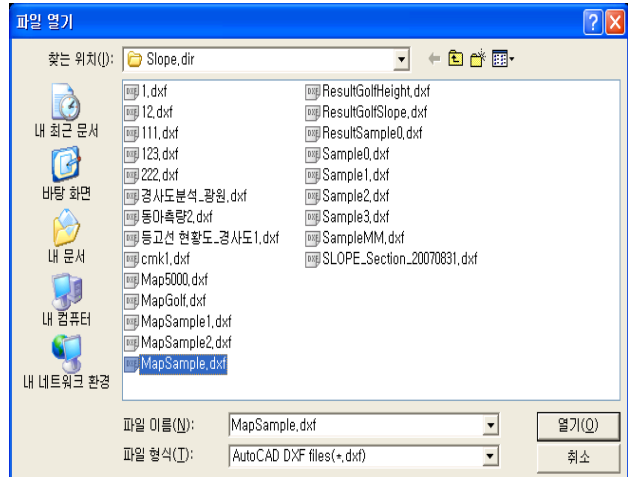 파일 열기
찾는 위치(I): Slope,dir
내 최근 문서
바탕 화면
내 문서
내 컴퓨터
내 네트워크 환경
1,dxf
12,dxf
111,dxf
123,dxf
222,dxf
경사도분석_광원,dxf
동아측량2,dxf
등고선 현황도_경사도1,dxf
cmk1,dxf
Map5000,dxf
MapGolf,dxf
MapSample1,dxf
MapSample2,dxf
MapSample,dxf
ResultGolfHeight,dxf
ResultGolfSlope,dxf
ResultSample0,dxf
Sample0,dxf
Sample1,dxf
Sample2,dxf
Sample3,dxf
SampleMM,dxf
SLOPE_Section_20070831,dxf
파일 이름(N): MapSample,dxf 열기(O)
파일 형식(T): AutoCAD DXF files(*,dxf) 취소